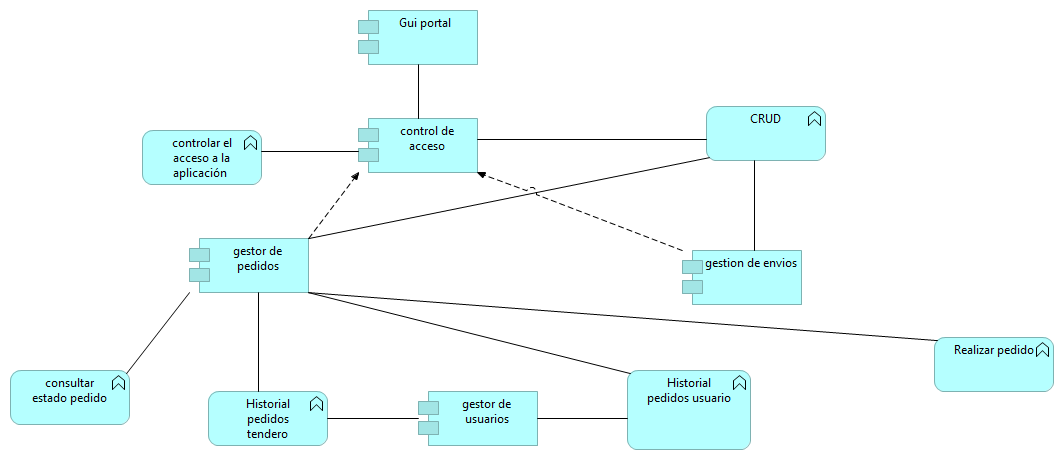 Gui portal
control de
acceso
CRUD
controlar el
acceso a la
aplicación
gestor de
pedidos
gestion de envios
Realizar pedido
consultar
estado pedido
Historial
pedidos
tendero
gestor de
usuarios
Historial
pedidos usuario